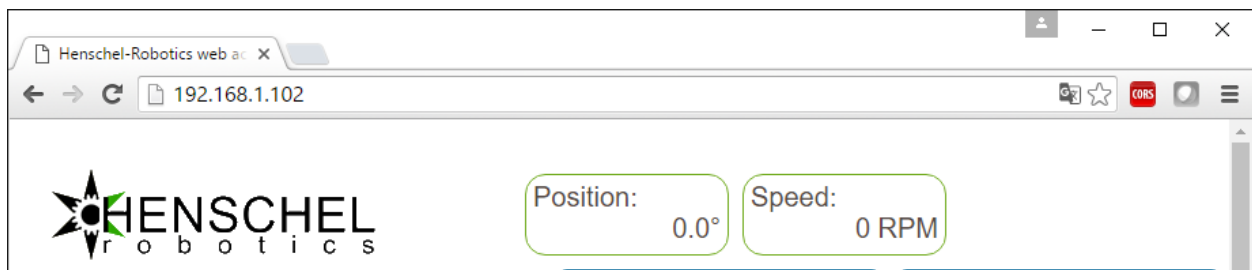 Henschel-Robotics web ac
192.168.1.102
CORS
HENSCHEL
robotics
Position:
0.0°
Speed:
0 RPM